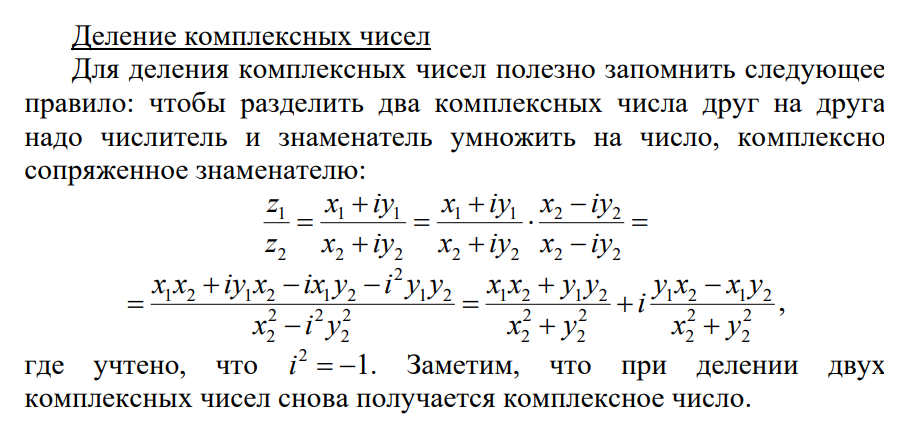 Деление комплексных чисел
Для деления комплексных чисел полезно запомнить следующее
правило: чтобы разделить два комплексных числа друг на друга
надо числитель и знаменатель умножить на число, комплексно
сопряженное знаменателю:
\frac{z_1}{z_2} = \frac{x_1 + iy_1}{x_2 + iy_2} = \frac{x_1 + iy_1}{x_2 + iy_2} \cdot \frac{x_2 - iy_2}{x_2 - iy_2} =
= \frac{x_1x_2 + iy_1x_2 - ix_1y_2 - i^2y_1y_2}{x_2^2 - i^2y_2^2} = \frac{x_1x_2 + y_1y_2}{x_2^2 + y_2^2} + i\frac{y_1x_2 - x_1y_2}{x_2^2 + y_2^2},
где учтено, что i^2 = -1. Заметим, что при делении двух
комплексных чисел снова получается комплексное число.